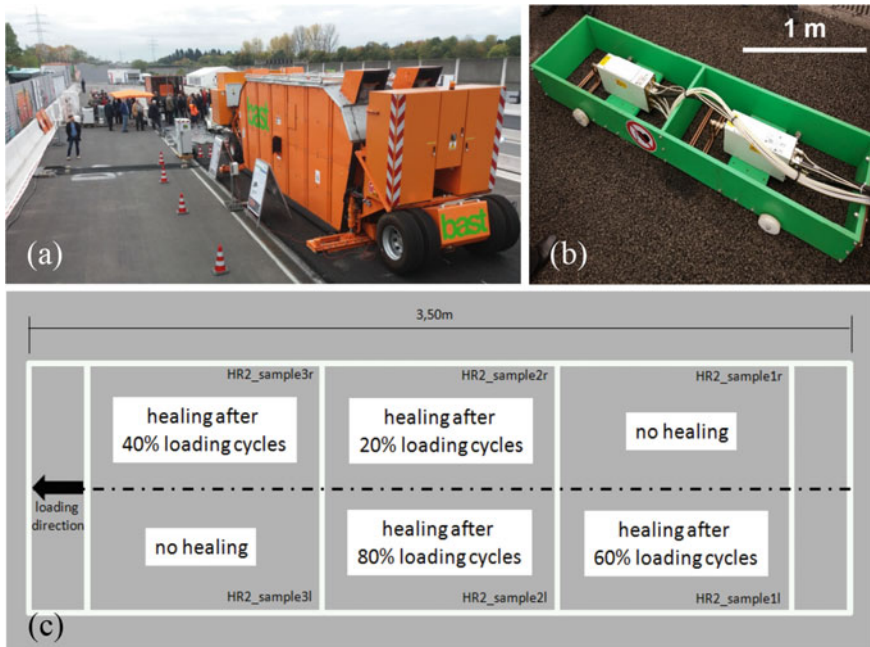 bast
bast
(a)
1 m
(b)
3,50m
HR2_sample3r
HR2_sample2r
HR2_sample1r
healing after
40% loading cycles
healing after
20% loading cycles
no healing
loading
direction
no healing
healing after
80% loading cycles
healing after
60% loading cycles
HR2_sample3l
HR2_sample2l
HR2_sample1l
(c)